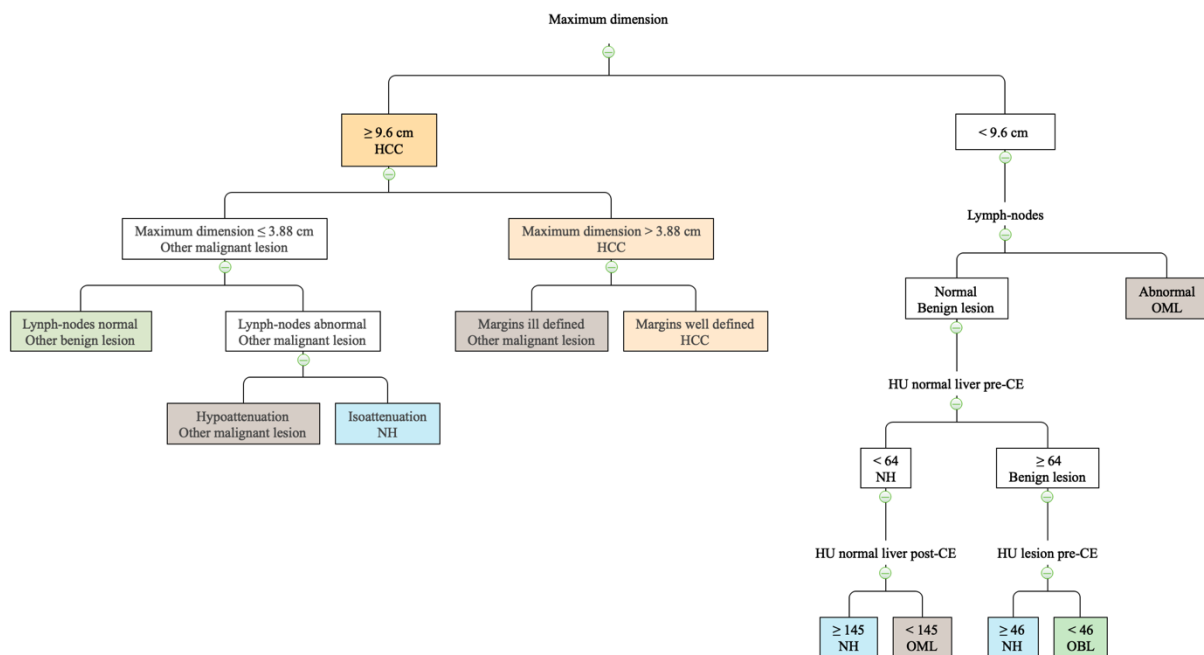 Maximum dimension
≥ 9.6 cm
HCC
< 9.6 cm
Maximum dimension ≤ 3.88 cm
Other malignant lesion
Maximum dimension > 3.88 cm
HCC
Lymph-nodes
Lynph-nodes normal
Other benign lesion
Lynph-nodes abnormal
Other malignant lesion
Margins ill defined
Other malignant lesion
Margins well defined
HCC
Normal
Benign lesion
Abnormal
OML
HU normal liver pre-CE
Hypoattenuation
Other malignant lesion
Isoattenuation
NH
< 64
NH
≥ 64
Benign lesion
HU normal liver post-CE
HU lesion pre-CE
≥ 145
NH
< 145
OML
≥ 46
NH
< 46
OBL